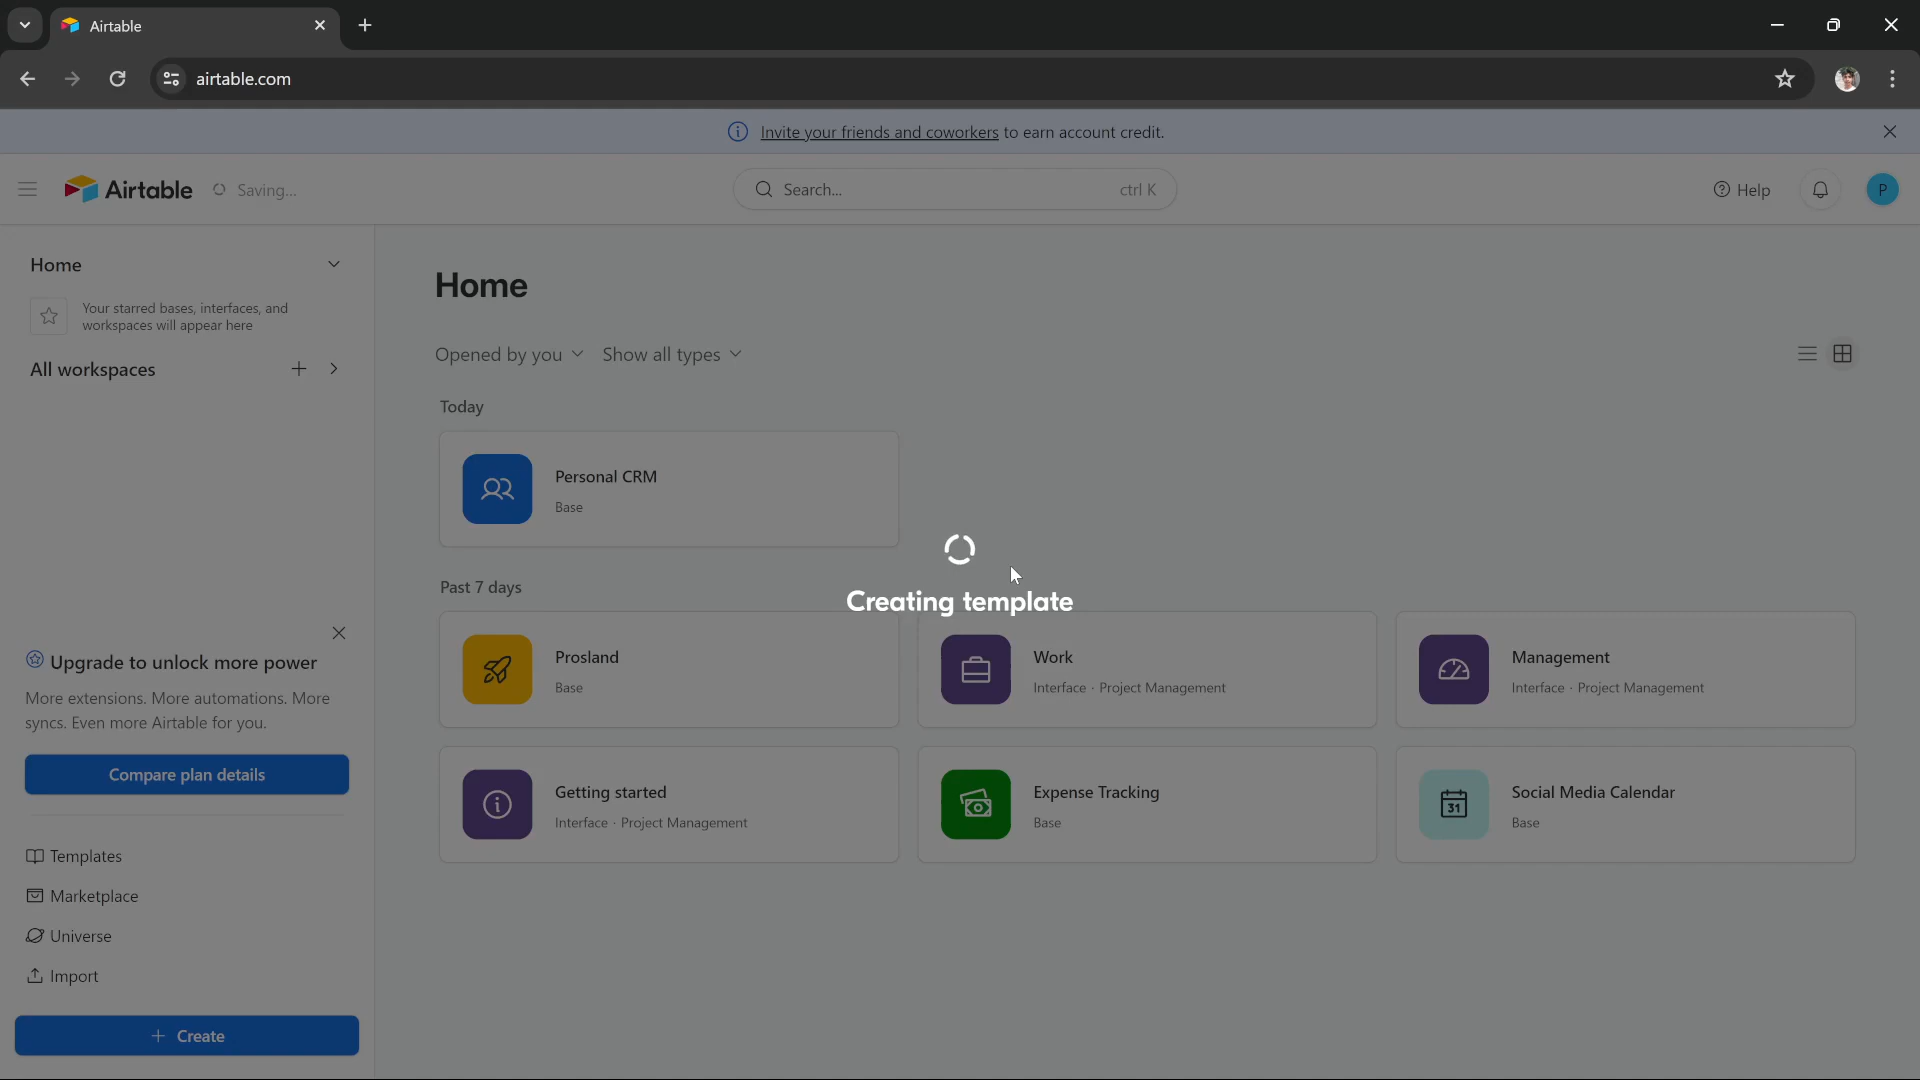 Airtable
airtable.com
Invite your friends and coworkers to earn account credit.
Airtable
Saving...
Search...
ctrl K
Help
P
Home
Your starred bases, interfaces, and
workspaces will appear here
All workspaces
Upgrade to unlock more power
More extensions. More automations. More
syncs. Even more Airtable for you.
Compare plan details
Templates
Marketplace
Universe
Import
+ Create
Home
Opened by you
Show all types
Today
Personal CRM
Base
Creating template
Past 7 days
Prosland
Base
Work
Interface · Project Management
Management
Interface · Project Management
Getting started
Interface · Project Management
Expense Tracking
Base
31
Social Media Calendar
Base